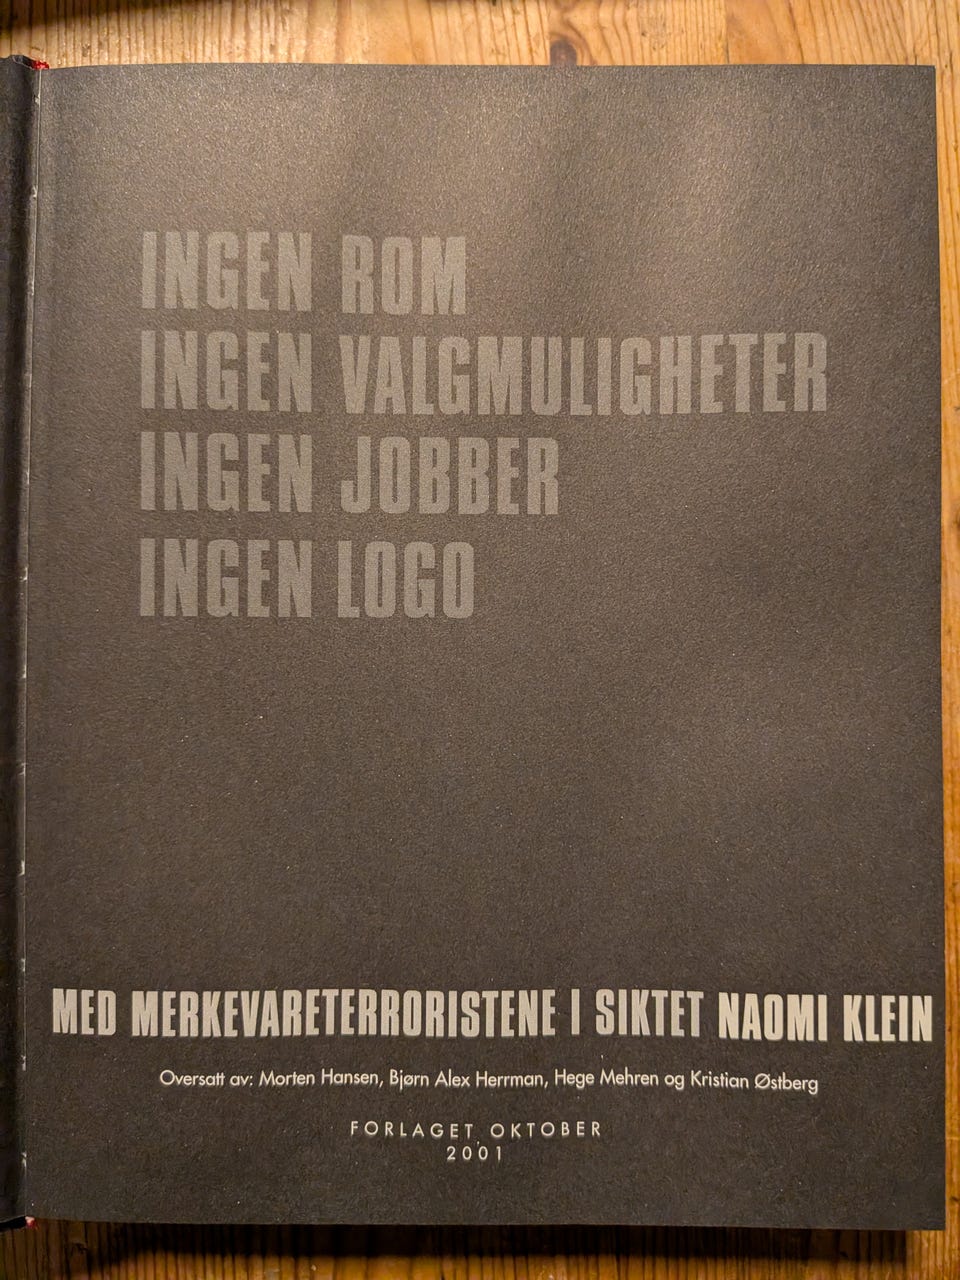 INGEN ROM
INGEN VALGMULIGHETER
INGEN JOBBER
INGEN LOGO
MED MERKEVARETERRORISTENE I SIKTET NAOMI KLEIN
Oversatt av: Morten Hansen, Bjørn Alex Herrman, Hege Mehren og Kristian Østberg
FORLAGET OKTOBER
2001